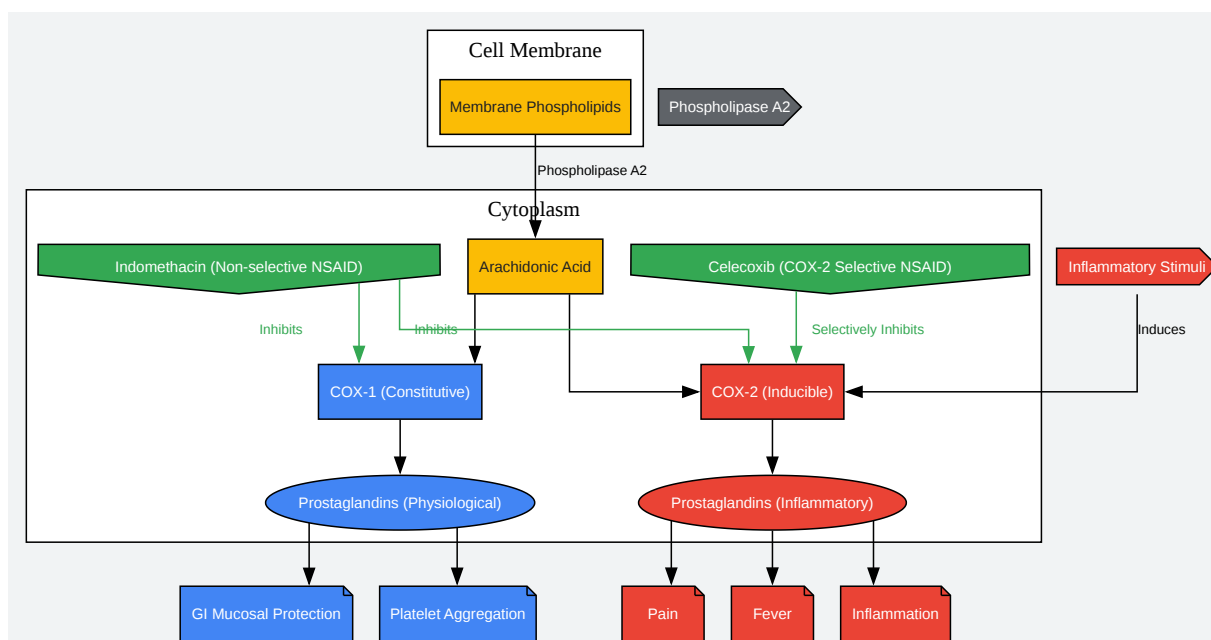 Cell Membrane
Membrane Phospholipids
Phospholipase A2
Phospholipase A2
Cytoplasm
Indomethacin (Non-selective NSAID)
Arachidonic Acid
Celecoxib (COX-2 Selective NSAID)
Inflammatory Stimuli
Inhibits
Inhibits
Selectively Inhibits
Induces
COX-1 (Constitutive)
COX-2 (Inducible)
Prostaglandins (Physiological)
Prostaglandins (Inflammatory)
GI Mucosal Protection
Platelet Aggregation
Pain
Fever
Inflammation